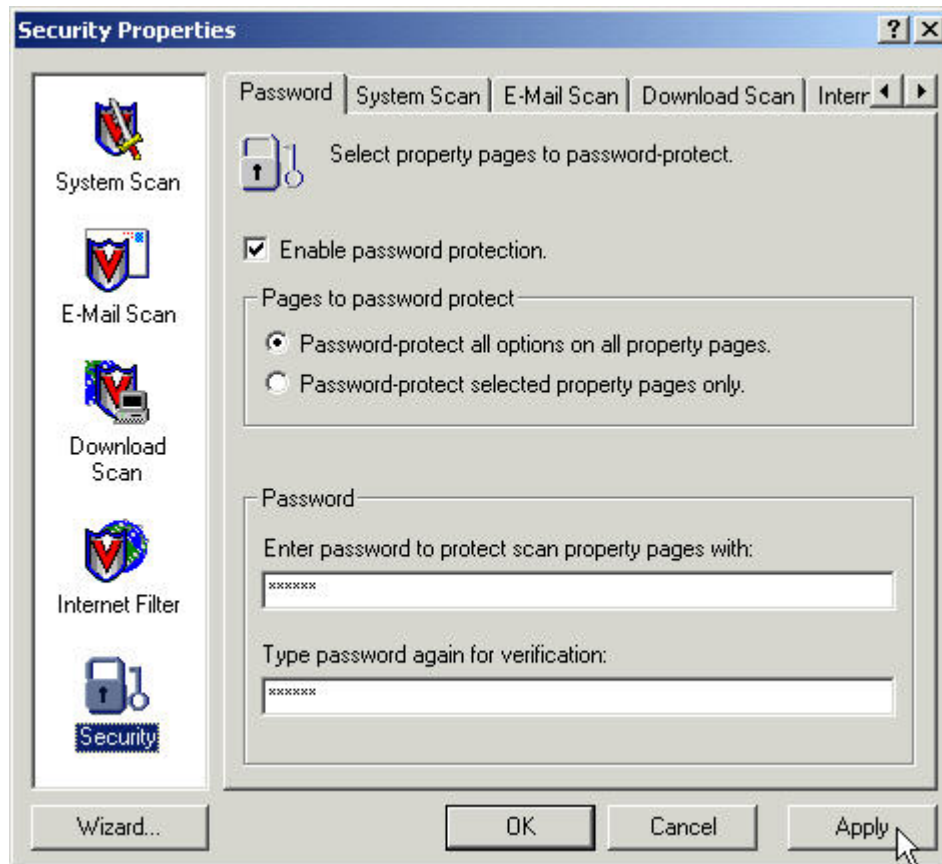 Security Properties
System Scan
E-Mail Scan
Download
Scan
Internet Filter
Security
Wizard...
Password System Scan E-Mail Scan Download Scan Interr
Select property pages to password-protect.
Enable password protection.
Pages to password protect
Password-protect all options on all property pages.
Password-protect selected property pages only.
Password
Enter password to protect scan property pages with:
******
Type password again for verification:
******
OK Cancel Apply